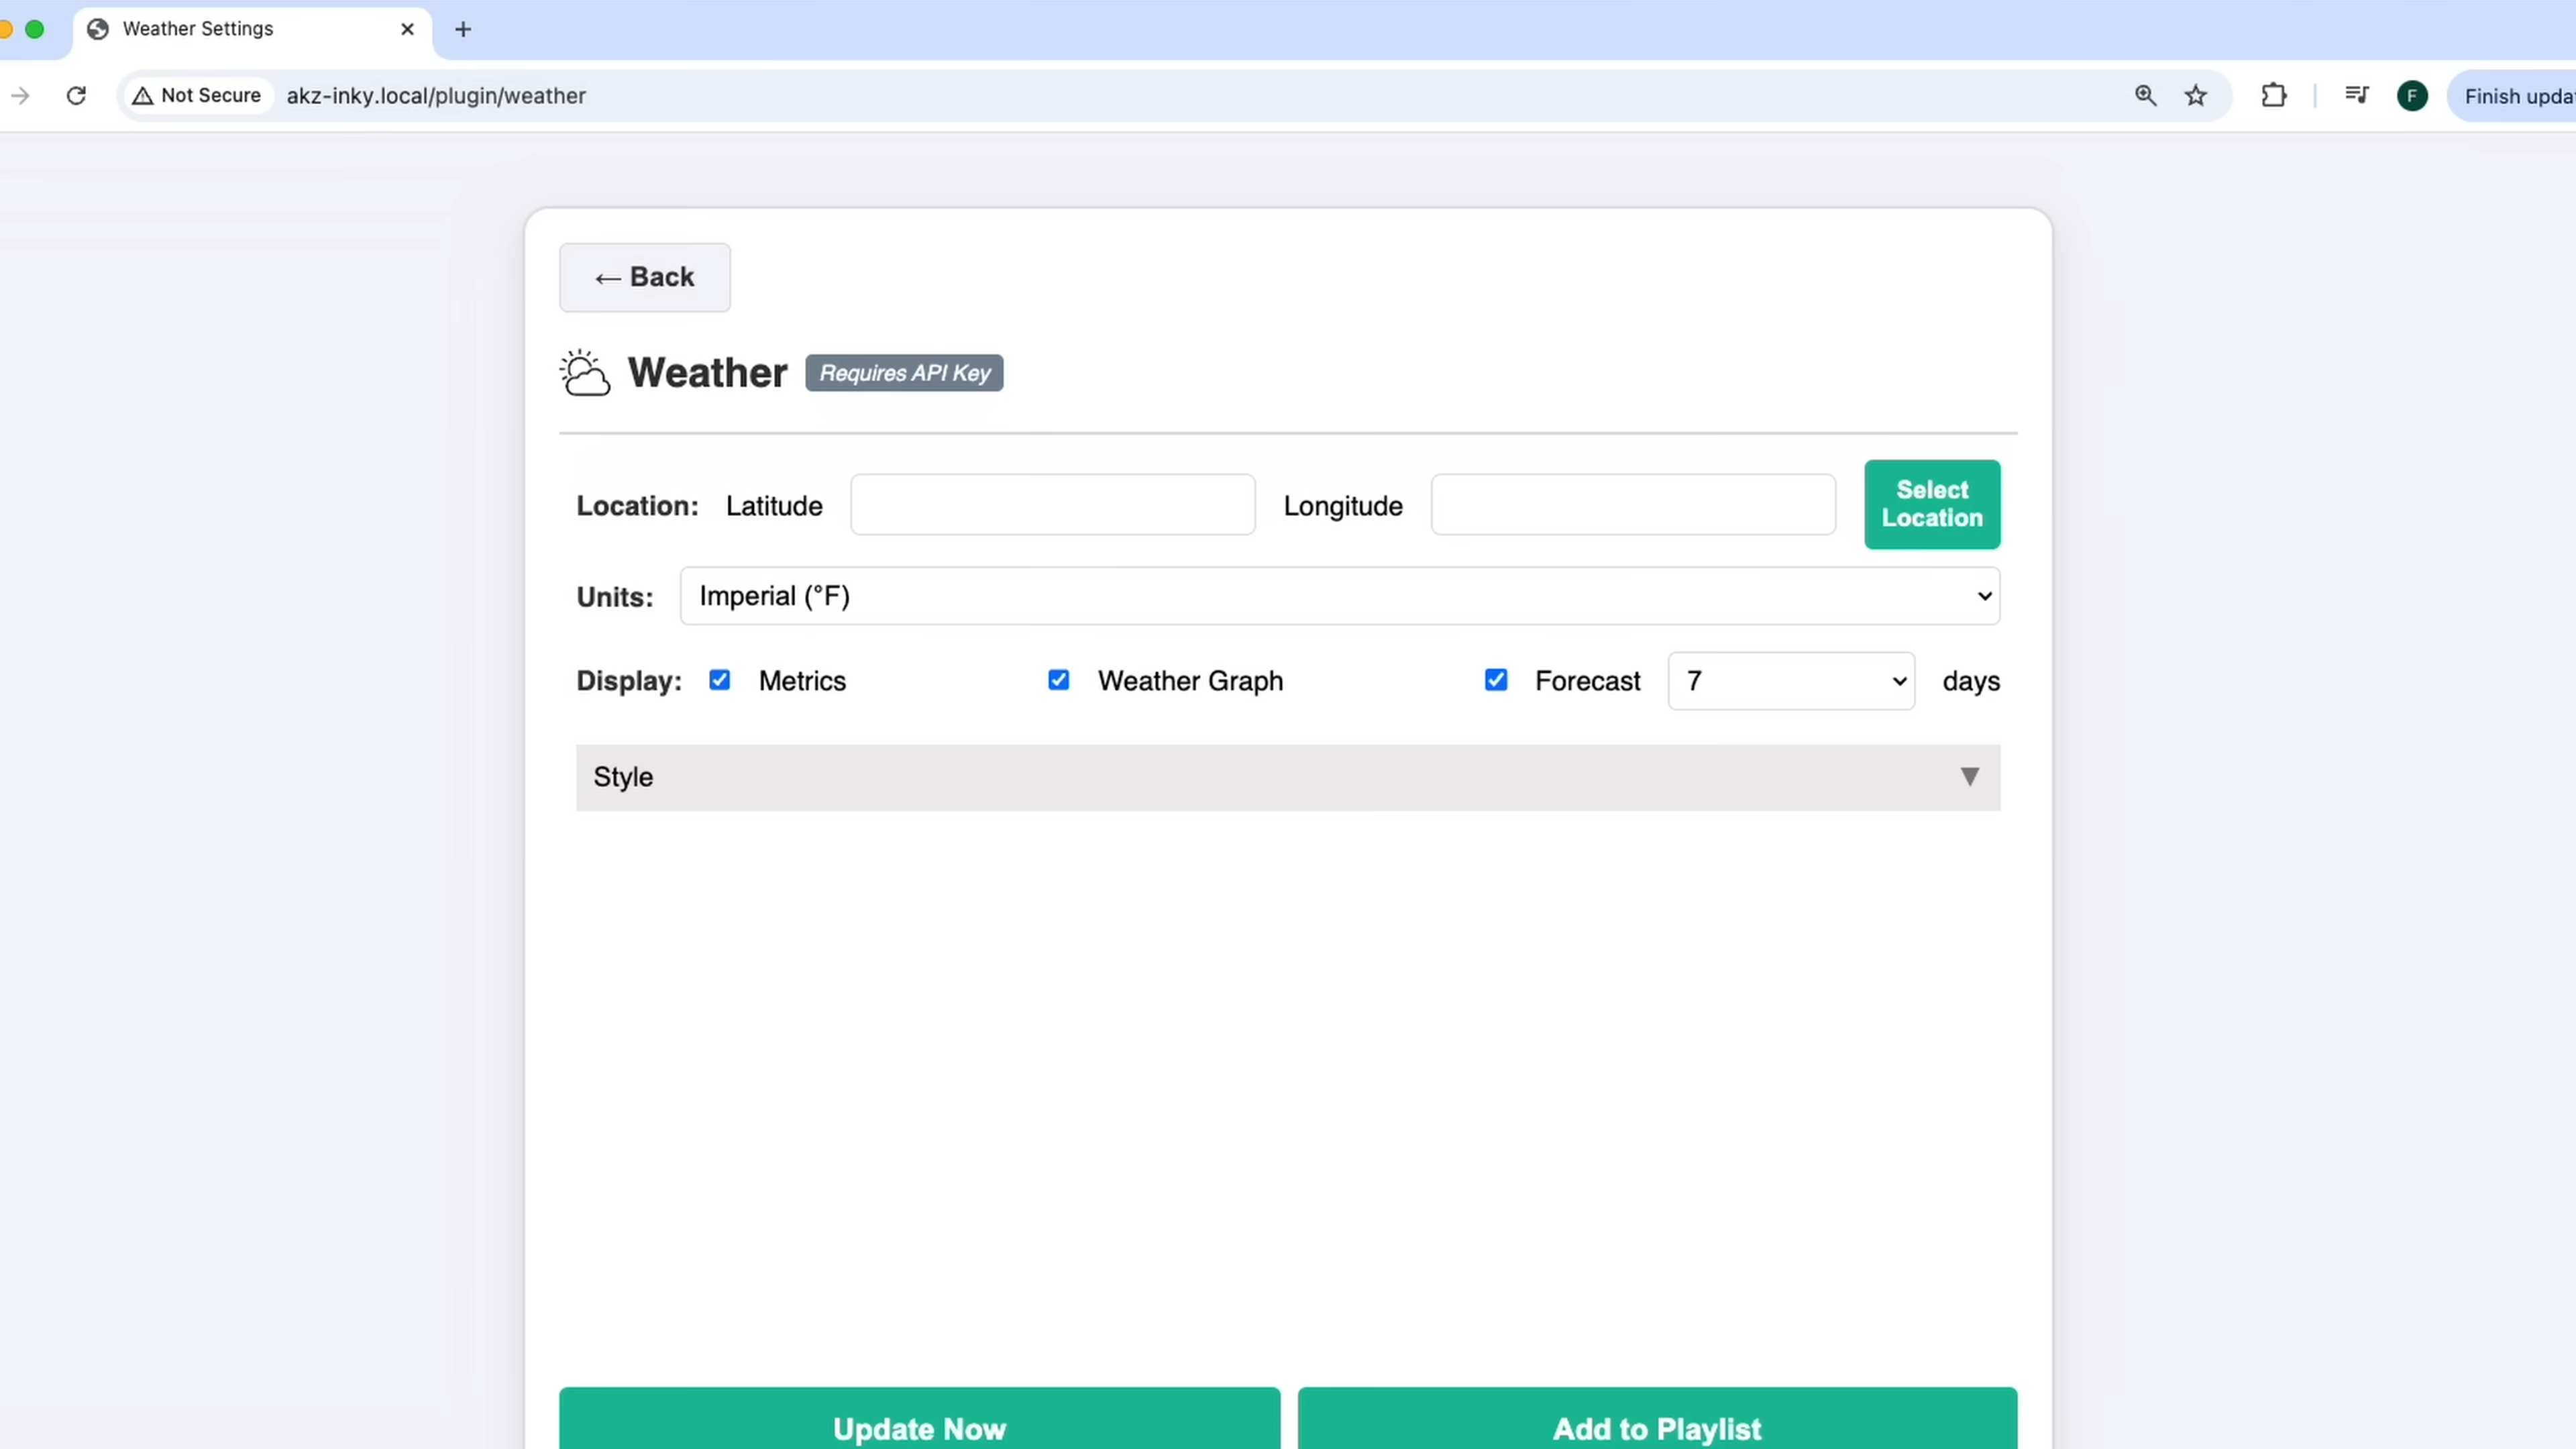 Weather Settings
Not Secure akz-inky.local/plugin/weather F Finish upda
← Back
Weather Requires API Key
Location: Latitude Longitude Select
Location
Units: Imperial (°F)
Display: Metrics Weather Graph Forecast 7 days
Style
Update Now Add to Playlist